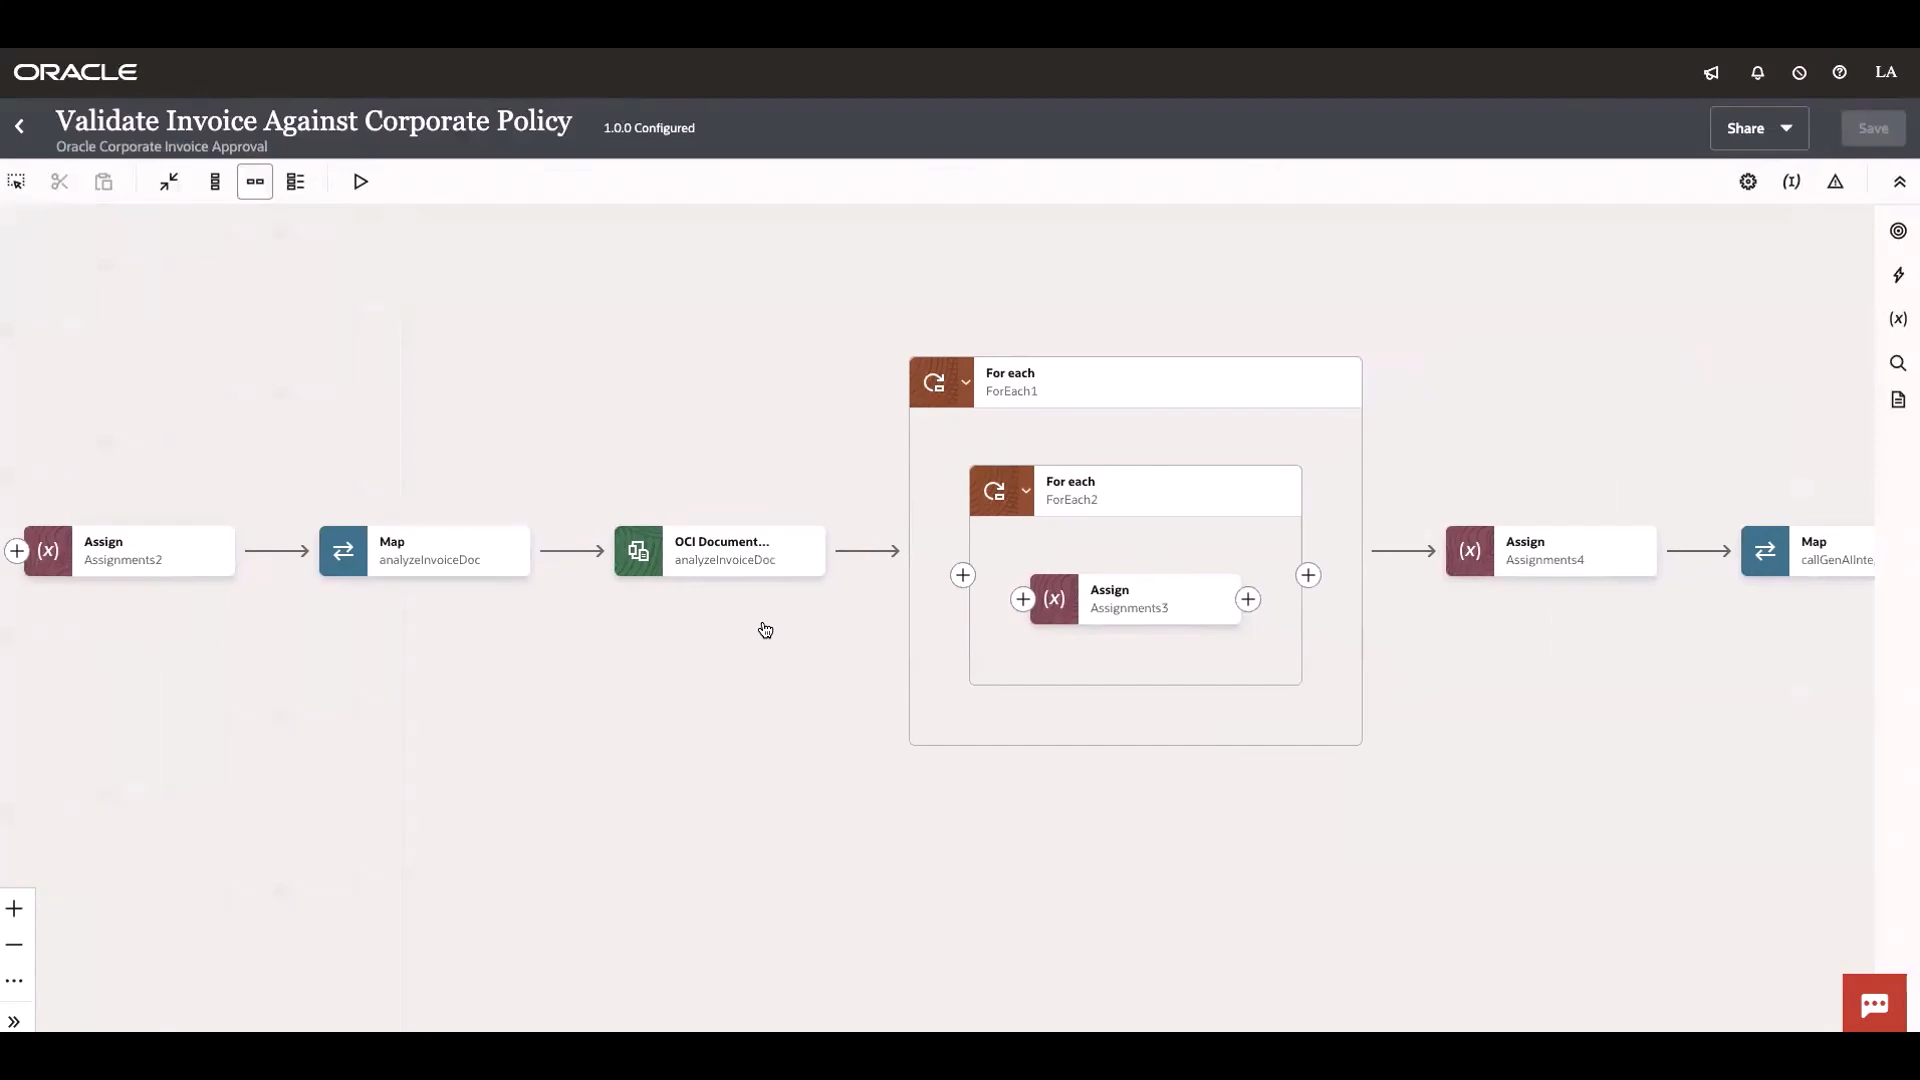 ORACLE
LA
Validate Invoice Against Corporate Policy
1.0.0 Configured
Oracle Corporate Invoice Approval
Share
Save
(I)
(x)
For each
ForEach1
For each
ForEach2
(x)
Assign
Assignments2
Map
analyzeInvoiceDoc
OCI Document...
analyzeInvoiceDoc
(x)
Assign
Assignments3
(x)
Assign
Assignments4
Map
callGenAIInte